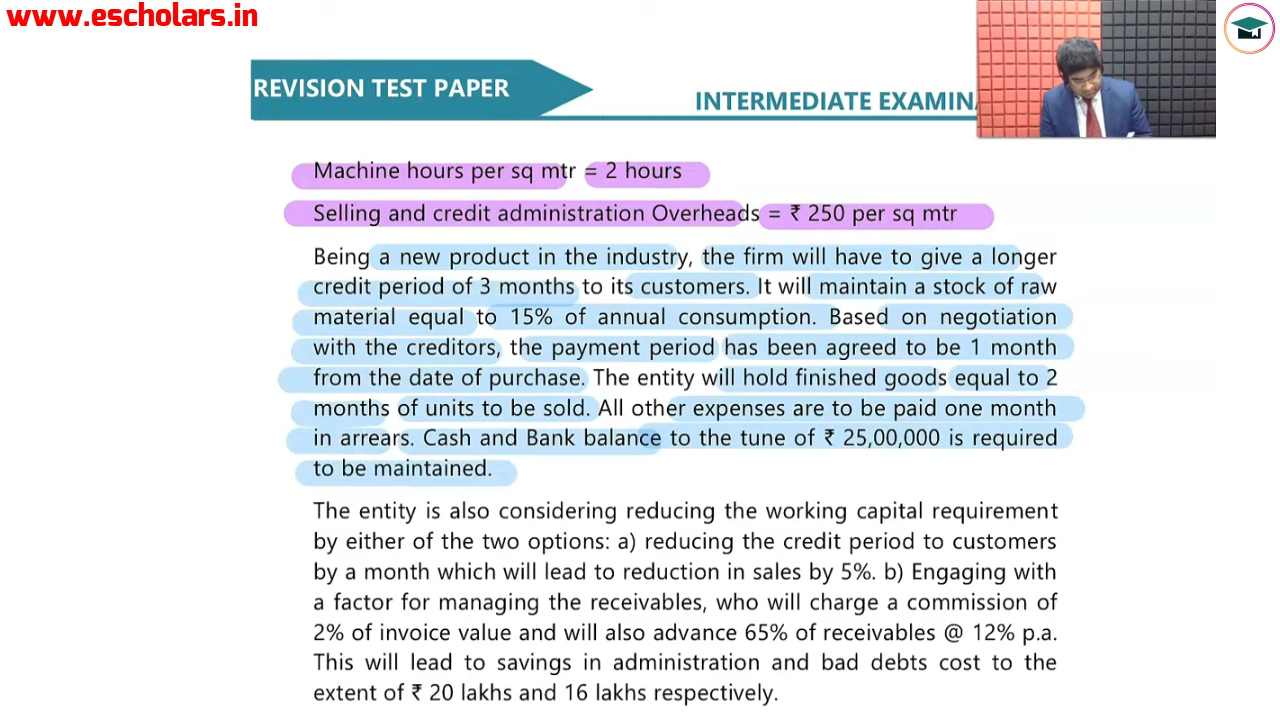 www.escholars.in
REVISION TEST PAPER
INTERMEDIATE
Machine hours per sq mtr = 2 hours
Selling and credit administration Overheads = ₹ 250 per sq mtr
Being a new product in the industry, the firm will have to give a longer
credit period of 3 months to its customers. It will maintain a stock of raw
material equal to 15% of annual consumption. Based on negotiation
with the creditors, the payment period has been agreed to be 1 month
from the date of purchase. The entity will hold finished goods equal to 2
months of units to be sold. All other expenses are to be paid one month
in arrears. Cash and Bank balance to the tune of ₹ 25,00,000 is required
to be maintained.
The entity is also considering reducing the working capital requirement
by either of the two options: a) reducing the credit period to customers
by a month which will lead to reduction in sales by 5%. b) Engaging with
a factor for managing the receivables, who will charge a commission of
2% of invoice value and will also advance 65% of receivables @ 12% p.a.
This will lead to savings in administration and bad debts cost to the
extent of ₹ 20 lakhs and 16 lakhs respectively.